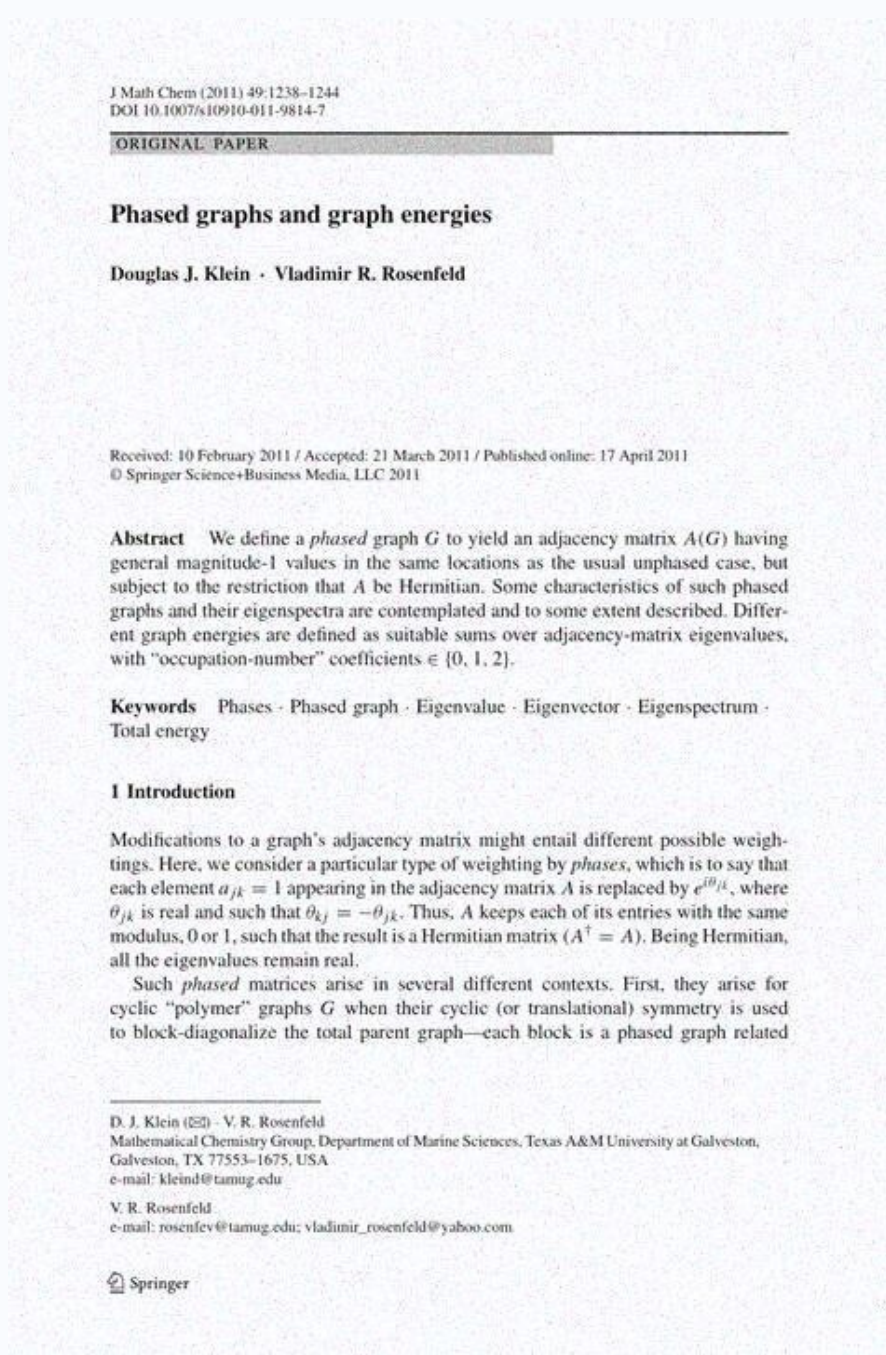 J Math Chem (2011) 49:1238–1244
DOI 10.1007/s10910-011-9814-7
ORIGINAL PAPER
Phased graphs and graph energies
Douglas J. Klein · Vladimir R. Rosenfeld
Received: 10 February 2011 / Accepted: 21 March 2011 / Published online: 17 April 2011
© Springer Science+Business Media, LLC 2011
Abstract We define a phased graph G to yield an adjacency matrix A(G) having
general magnitude-1 values in the same locations as the usual unphased case, but
subject to the restriction that A be Hermitian. Some characteristics of such phased
graphs and their eigenspectra are contemplated and to some extent described. Differ-
ent graph energies are defined as suitable sums over adjacency-matrix eigenvalues,
with “occupation-number” coefficients ∈ {0, 1, 2}.
Keywords Phases · Phased graph · Eigenvalue · Eigenvector · Eigenspectrum ·
Total energy
1 Introduction
Modifications to a graph’s adjacency matrix might entail different possible weigh-
tings. Here, we consider a particular type of weighting by phases, which is to say that
each element a_{jk} = 1 appearing in the adjacency matrix A is replaced by e^{iθ_{jk}}, where
θ_{jk} is real and such that θ_{kj} = −θ_{jk}. Thus, A keeps each of its entries with the same
modulus, 0 or 1, such that the result is a Hermitian matrix (A† = A). Being Hermitian,
all the eigenvalues remain real.
Such phased matrices arise in several different contexts. First, they arise for
cyclic “polymer” graphs G when their cyclic (or translational) symmetry is used
to block-diagonalize the total parent graph—each block is a phased graph related
D. J. Klein (✉) · V. R. Rosenfeld
Mathematical Chemistry Group, Department of Marine Sciences, Texas A&M University at Galveston,
Galveston, TX 77553–1675, USA
e-mail: kleind@tamug.edu
V. R. Rosenfeld
e-mail: rosenfev@tamug.edu; vladimir_rosenfeld@yahoo.com
Springer